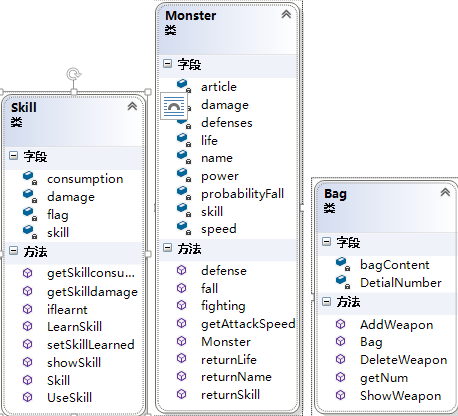 Skill
类
字段
consumption
damage
flag
skill
方法
getSkillconsu...
getSkilldamage
iflearnt
LearnSkill
setSkillLearned
showSkill
Skill
UseSkill
Monster
类
字段
article
damage
defenses
life
name
power
probabilityFall
skill
speed
方法
defense
fall
fighting
getAttackSpeed
Monster
returnLife
returnName
returnSkill
Bag
类
字段
bagContent
DetialNumber
方法
AddWeapon
Bag
DeleteWeapon
getNum
ShowWeapon